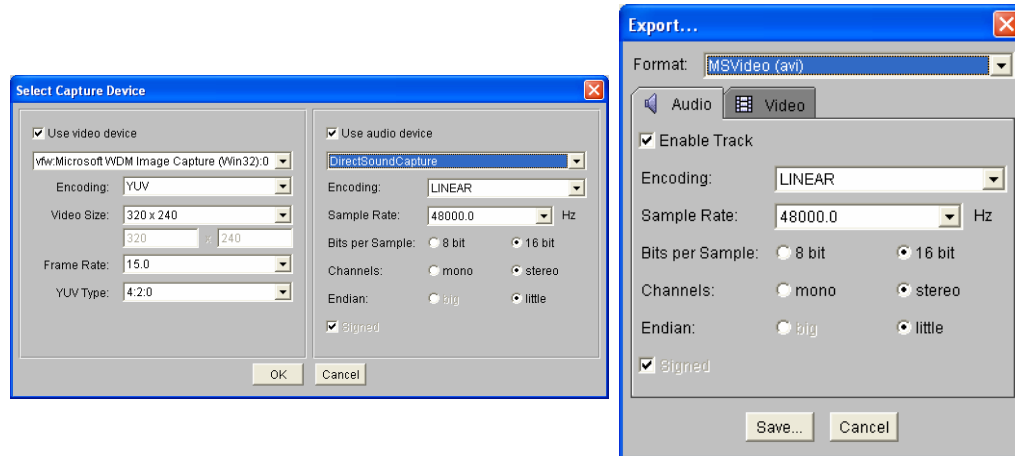 Select Capture Device
Use video device
vfw:Microsoft WDM Image Capture (Win32):0
Encoding: YUV
Video Size: 320 x 240
320 x 240
Frame Rate: 15.0
YUV Type: 4:2:0
Use audio device
DirectSoundCapture
Encoding: LINEAR
Sample Rate: 48000.0 Hz
Bits per Sample: 8 bit 16 bit
Channels: mono stereo
Endian: big little
Signed
OK Cancel
Export...
Format: MSVideo (avi)
Audio Video
Enable Track
Encoding: LINEAR
Sample Rate: 48000.0 Hz
Bits per Sample: 8 bit 16 bit
Channels: mono stereo
Endian: big little
Signed
Save... Cancel